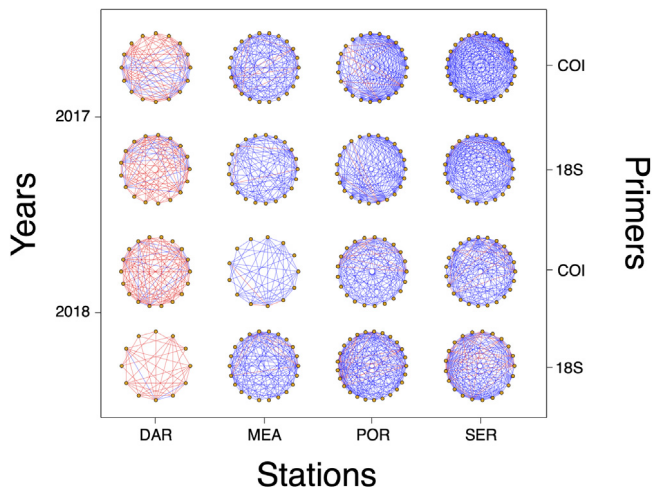 COI
2017
18S
Years
Primers
COI
2018
18S
DAR MEA POR SER
Stations